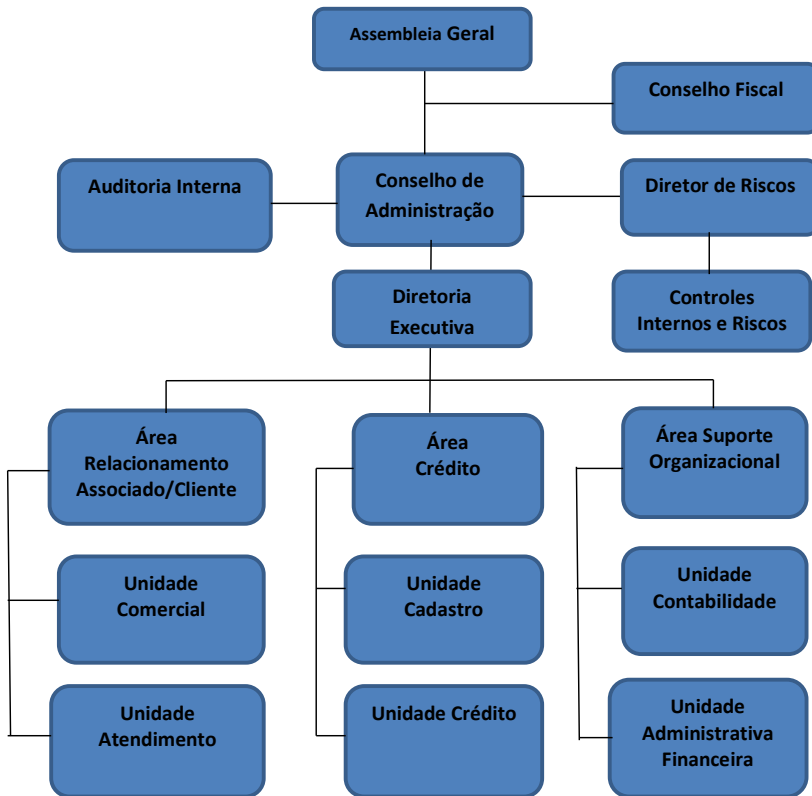 Assembleia Geral
Conselho Fiscal
Auditoria Interna
Conselho de
Administração
Diretor de Riscos
Diretoria
Executiva
Controles
Internos e Riscos
Área
Relacionamento
Associado/Cliente
Área
Crédito
Área Suporte
Organizacional
Unidade
Comercial
Unidade
Cadastro
Unidade
Contabilidade
Unidade
Atendimento
Unidade Crédito
Unidade
Administrativa
Financeira